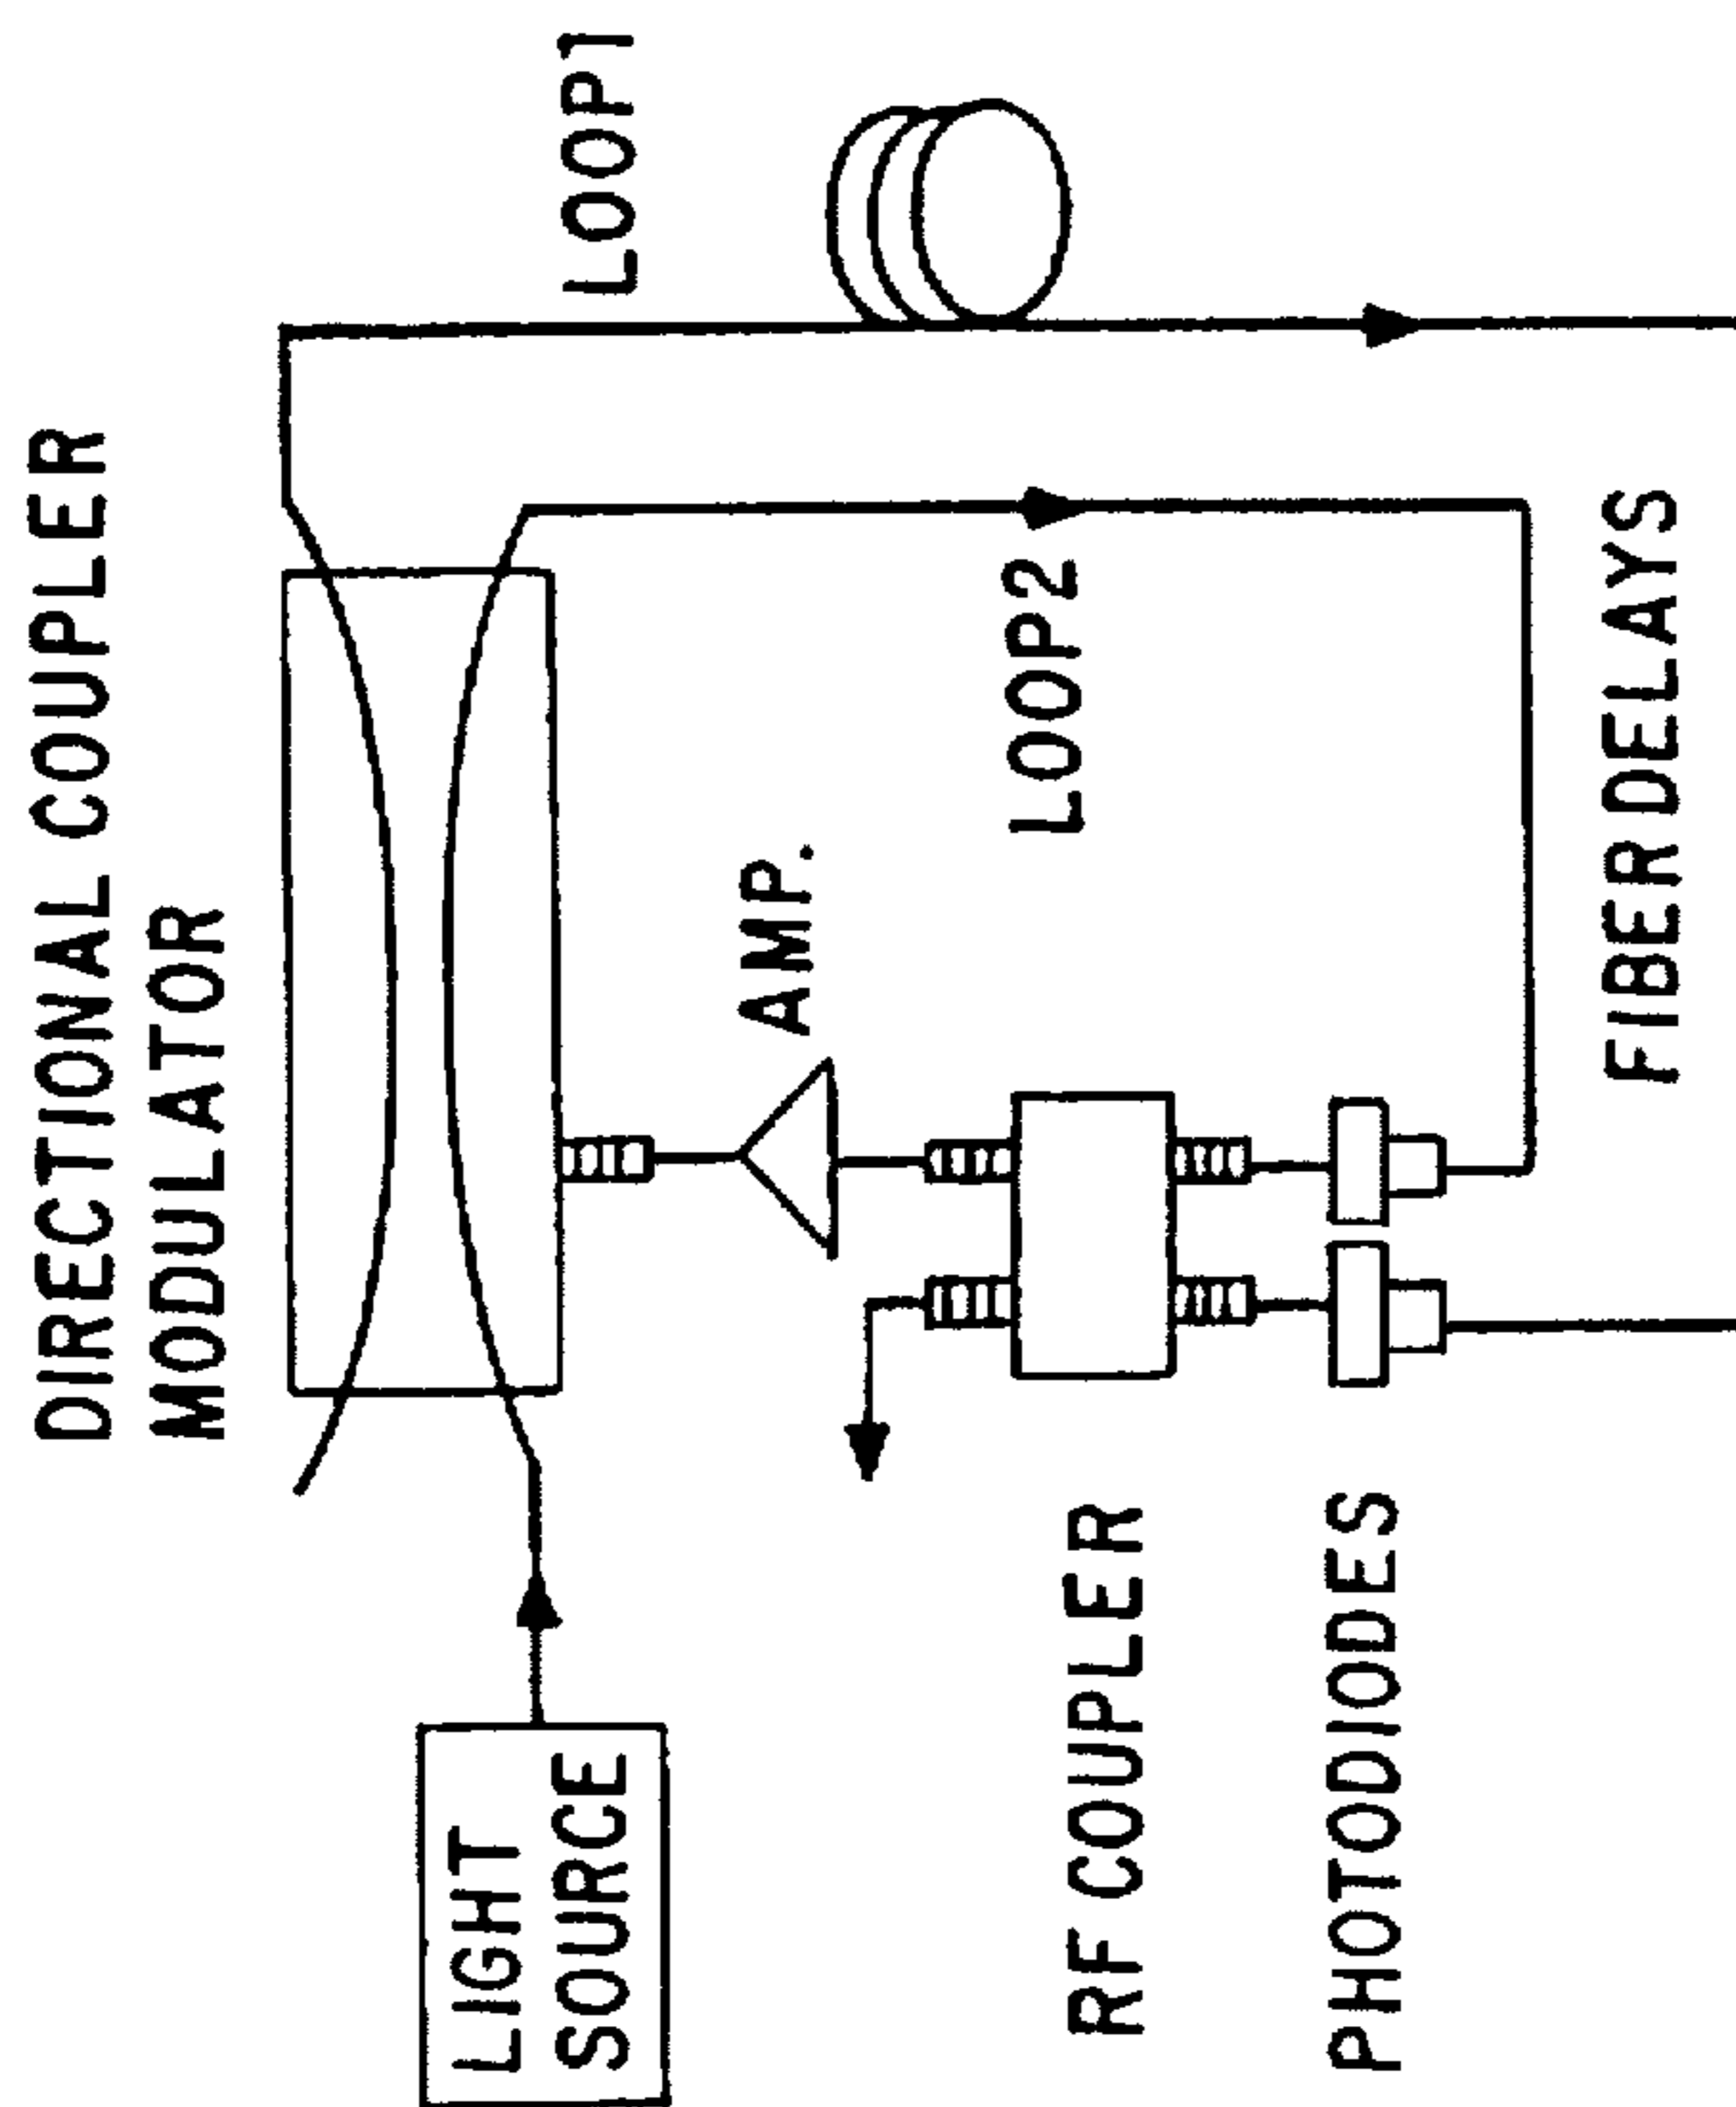 DIRECTIONAL COUPLER
MODULATOR
LIGHT
SOURCE
LOOP1
AMP.
LOOP2
RF COUPLER
PHOTODIODES
FIBER DELAYS